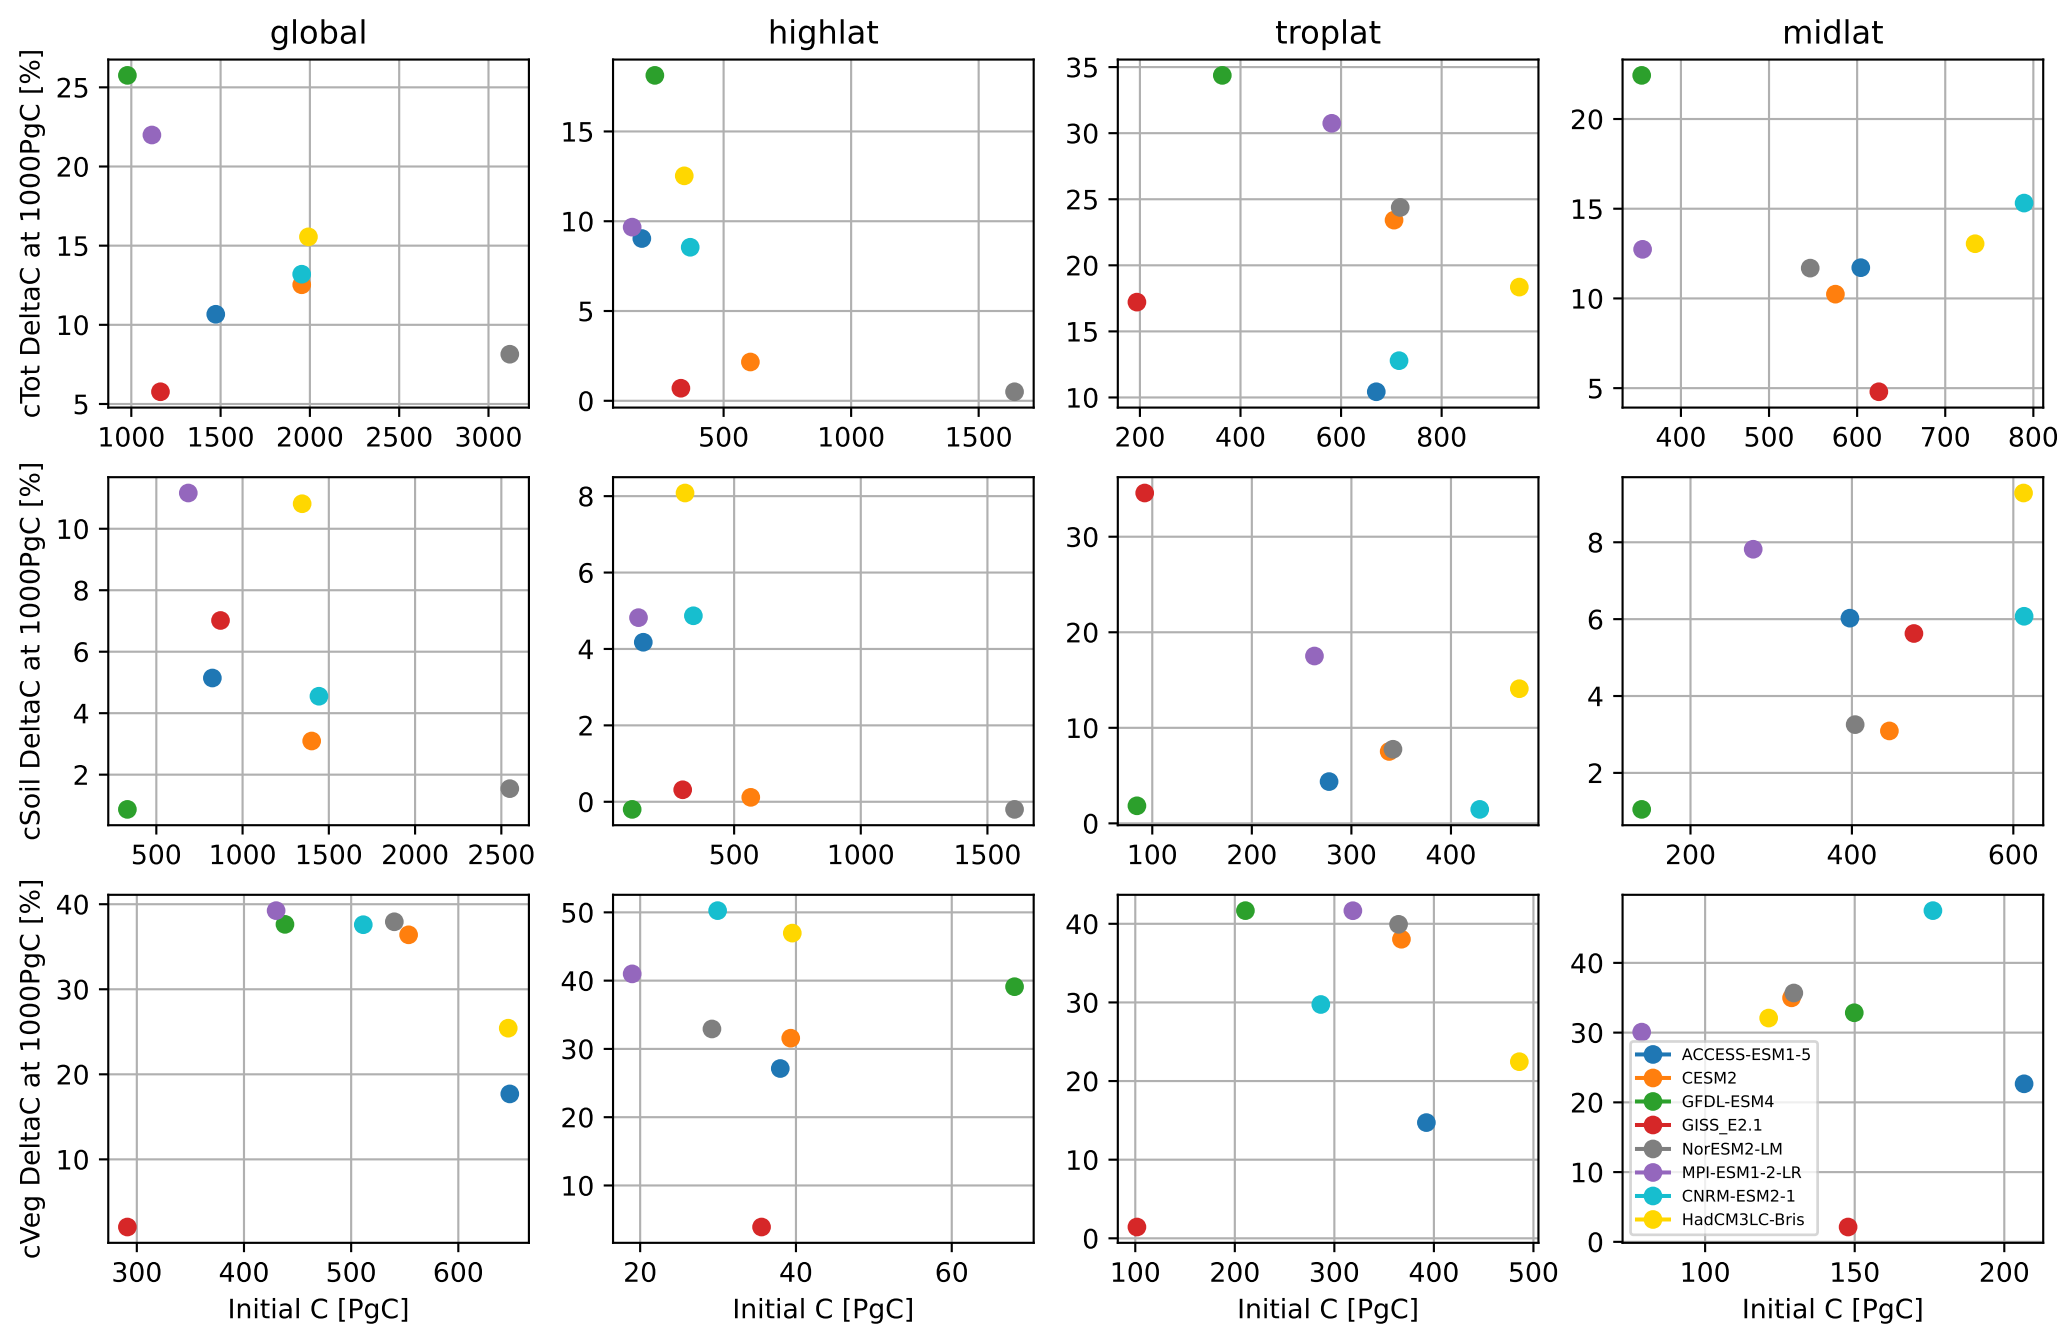 global highlat troplat midlat
cTot DeltaC at 1000PgC [%]
25 20 15 10 5
1000 1500 2000 2500 3000
15 10 5 0
500 1000 1500
35 30 25 20 15 10
200 400 600 800
20 15 10 5
400 500 600 700 800
cSoil DeltaC at 1000PgC [%]
10 8 6 4 2
500 1000 1500 2000 2500
8 6 4 2 0
500 1000 1500
30 20 10 0
100 200 300 400
8 6 4 2
200 400 600
cVeg DeltaC at 1000PgC [%]
40 30 20 10
300 400 500 600
Initial C [PgC]
50 40 30 20 10
20 40 60
Initial C [PgC]
40 30 20 10 0
100 200 300 400 500
Initial C [PgC]
40 30 20 10 0
ACCESS-ESM1-5
CESM2
GFDL-ESM4
GISS_E2.1
NorESM2-LM
MPI-ESM1-2-LR
CNRM-ESM2-1
HadCM3LC-Bris
100 150 200
Initial C [PgC]